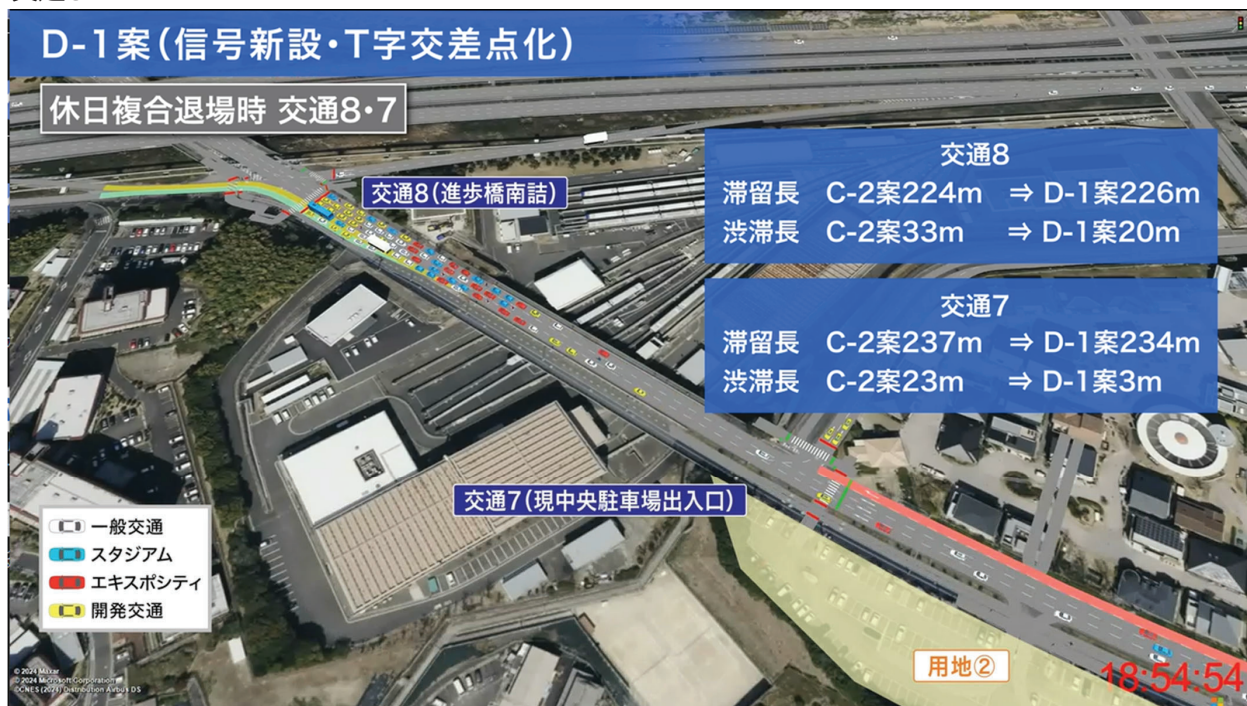 D-1案(信号新設・T字交差点化)
休日複合退場時 交通8・7
交通8
滞留長 C-2案224m ⇒ D-1案226m
渋滞長 C-2案33m ⇒ D-1案20m
交通8(進歩橋南詰)
交通7
滞留長 C-2案237m ⇒ D-1案234m
渋滞長 C-2案23m ⇒ D-1案3m
交通7(現中央駐車場出入口)
一般交通
スタジアム
エキスポシティ
開発交通
用地②
18:54:54
© 2024 Maxar
© 2024 Microsoft Corporation
©CNES (2024) Distribution Airbus DS